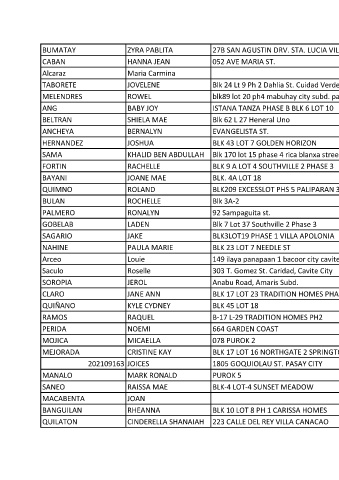 BUMATAY ZYRA PABLITA 27B SAN AGUSTIN DRV. STA. LUCIA VIL
CABAN HANNA JEAN 052 AVE MARIA ST.
Alcaraz Maria Carmina
TABORETE JOVELENE Blk 24 Lt 9 Ph 2 Dahlia St. Cuidad Verde
MELENDRES ROWEL blk89 lot 20 ph4 mabuhay city subd. pa
ANG BABY JOY ISTANA TANZA PHASE B BLK 6 LOT 10
BELTRAN SHIELA MAE Blk 62 L 27 Heneral Uno
ANCHEYA BERNALYN EVANGELISTA ST.
HERNANDEZ JOSHUA BLK 43 LOT 7 GOLDEN HORIZON
SAMA KHALID BEN ABDULLAH Blk 170 lot 15 phase 4 rica blanxa stree
FORTIN RACHELLE BLK 9 A LOT 4 SOUTHVILLE 2 PHASE 3
BAYANI JOANE MAE BLK. 4A LOT 18
QUIMNO ROLAND BLK209 EXCESSLOT PHS 5 PALIPARAN 3
BULAN ROCHELLE Blk 3A-2
PALMERO RONALYN 92 Sampaguita st.
GOBELAB LADEN Blk 7 Lot 37 Southville 2 Phase 3
SAGARIO JAKE BLK3LOT19 PHASE 1 VILLA APOLONIA
NAHINE PAULA MARIE BLK 23 LOT 7 NEEDLE ST
Arceo Louie 149 ilaya panapaan 1 bacoor city cavite
Saculo Roselle 303 T. Gomez St. Caridad, Cavite City
SOROPIA JEROL Anabu Road, Amaris Subd.
CLARO JANE ANN BLK 17 LOT 23 TRADITION HOMES PHA
QUIÑANO KYLE CYDNEY BLK 45 LOT 18
RAMOS RAQUEL B-17 L-29 TRADITION HOMES PH2
PERIDA NOEMI 664 GARDEN COAST
MOJICA MICAELLA 078 PUROK 2
MEJORADA CRISTINE KAY BLK 17 LOT 16 NORTHGATE 2 SPRINGT
202109163 JOICES 1805 GOQUIOLAU ST. PASAY CITY
MANALO MARK RONALD PUROK 5
SANEO RAISSA MAE BLK-4 LOT-4 SUNSET MEADOW
MACABENTA JOAN
BANGUILAN RHEANNA BLK 10 LOT 8 PH 1 CARISSA HOMES
QUILATON CINDERELLA SHANAIAH 223 CALLE DEL REY VILLA CANACAO